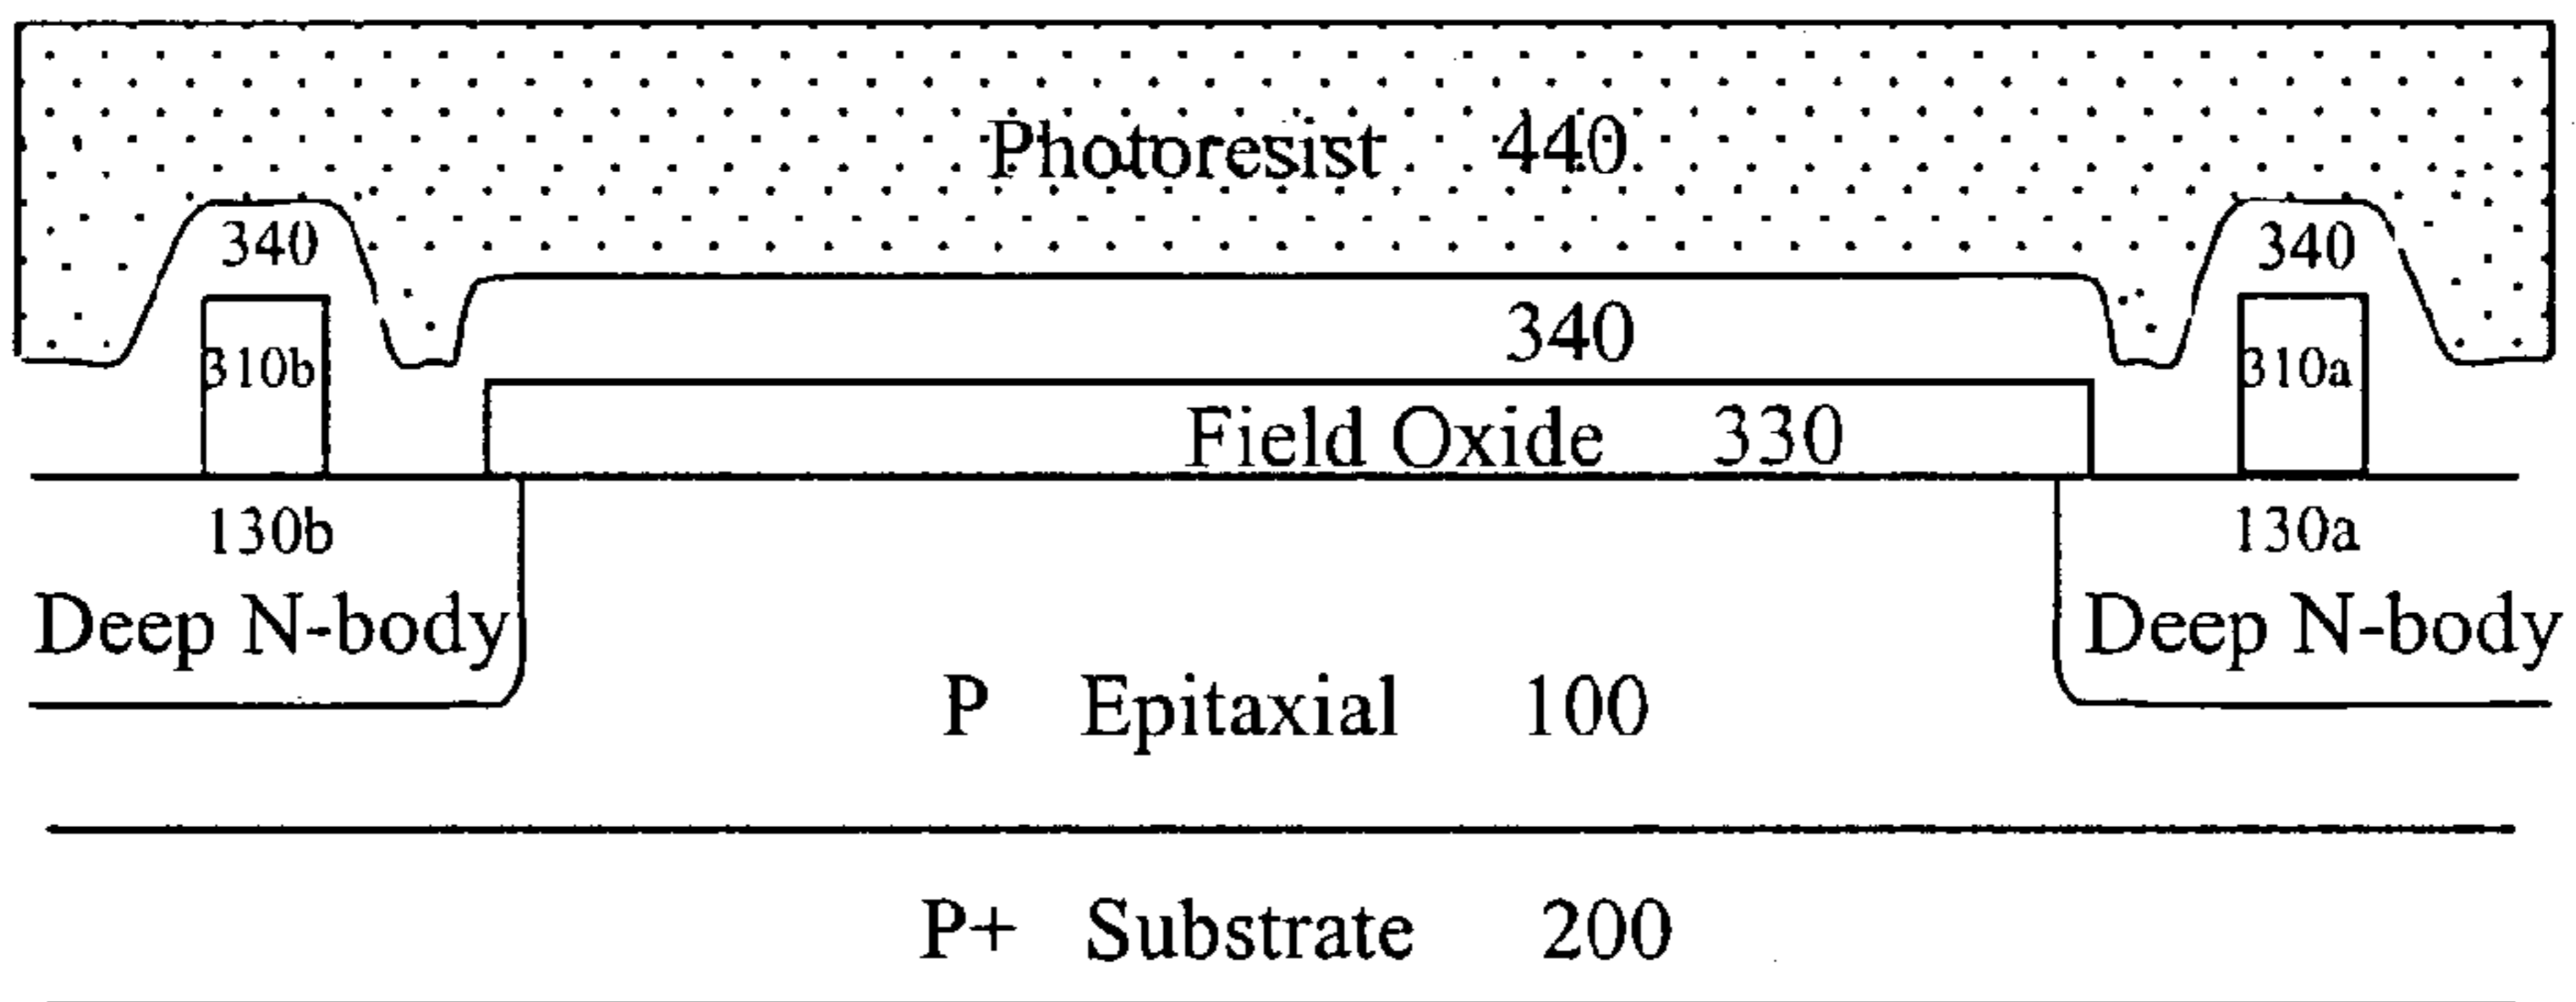 Photoresist 440
340 340
340
310b 310a
Field Oxide 330
130b 130a
Deep N-body Deep N-body
P Epitaxial 100
P+ Substrate 200